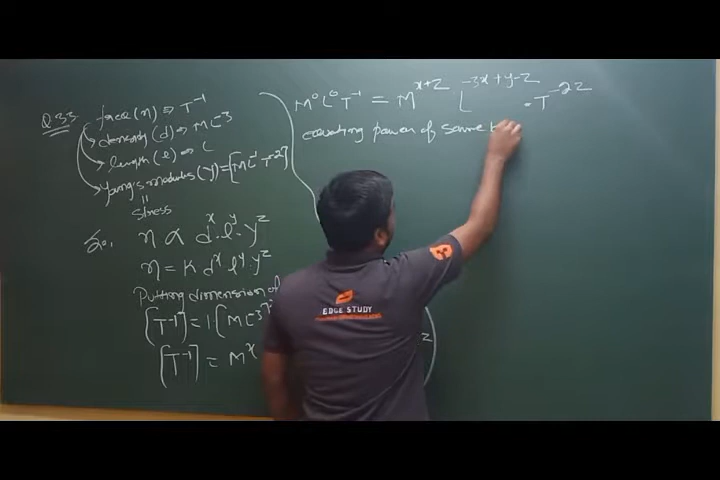 Q.33
freq(n) ⇒ T⁻¹
density (d) ⇒ ML⁻³
length (l) ⇒ L
Young's modulus (Y) = [ML⁻¹T⁻²]
=
stress
So, n ∝ dˣ.lʸ.Yᶻ
n = K dˣ lʸ Yᶻ
Putting dimension of
[T⁻¹] = 1 [ML⁻³]ˣ
[T⁻¹] = Mˣ
z
M⁰L⁰T⁻¹ = Mˣ⁺ᶻ L⁻³ˣ⁺ʸ⁻ᶻ . T⁻²ᶻ
equating power of same
EDGE STUDY